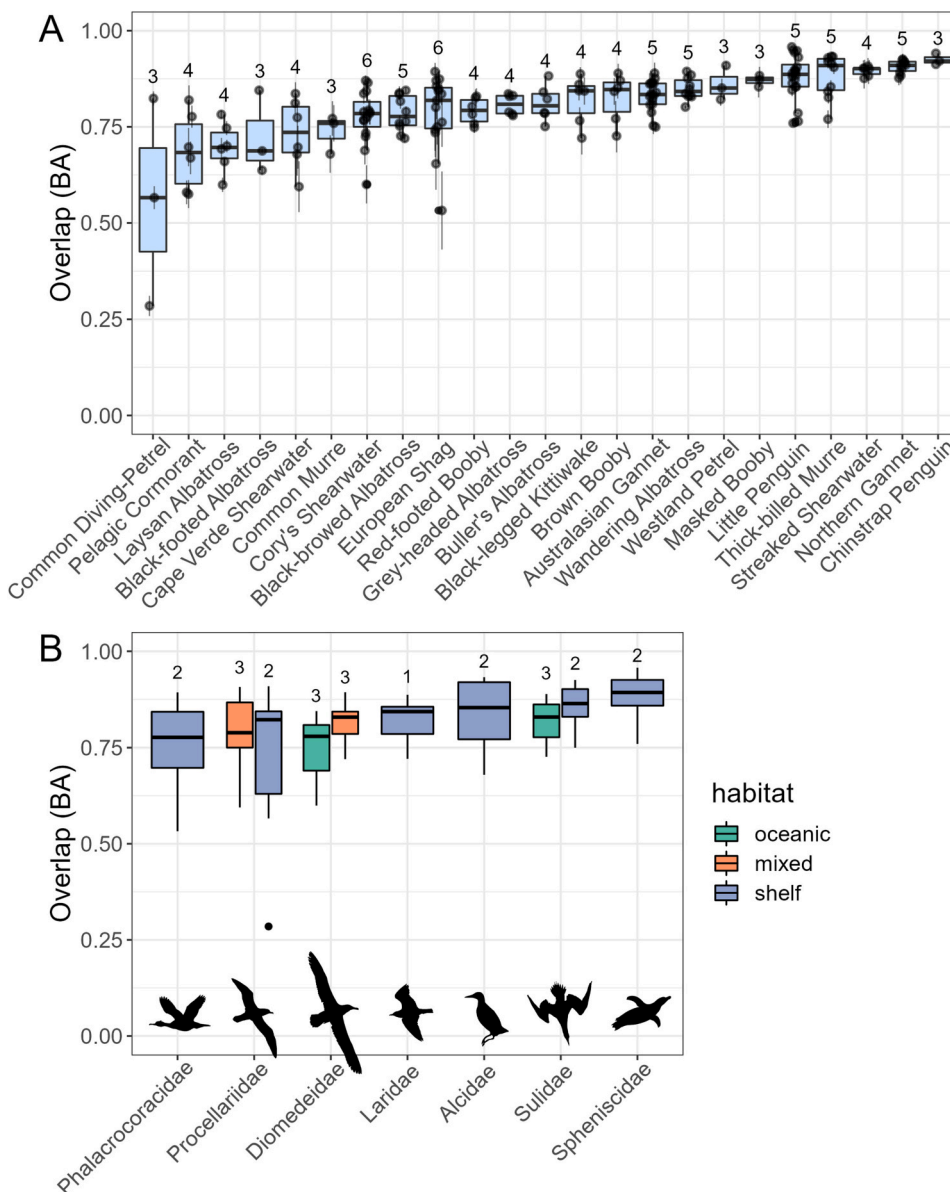 A
1.00
0.75
0.50
0.25
0.00
Overlap (BA)
3 4 4 3 4 3 6 5 6 4 4 4 4 4 5 4 3 3 5 5 4 5 3
Common Diving-Petrel
Pelagic Cormorant
Laysan Albatross
Black-footed Albatross
Cape Verde Shearwater
Common Murre
Cory's Shearwater
Black-browed Albatross
European Shag
Red-footed Booby
Grey-headed Albatross
Buller's Albatross
Black-legged Kittiwake
Brown Booby
Australasian Gannet
Wandering Albatross
Westland Petrel
Masked Booby
Little Penguin
Thick-billed Murre
Streaked Shearwater
Northern Gannet
Chinstrap Penguin
B
1.00
0.75
0.50
0.25
0.00
Overlap (BA)
2 3 2 3 3 1 2 3 2 2
Phalacrocoracidae
Procellariidae
Diomedeidae
Laridae
Alcidae
Sulidae
Spheniscidae
habitat
oceanic
mixed
shelf